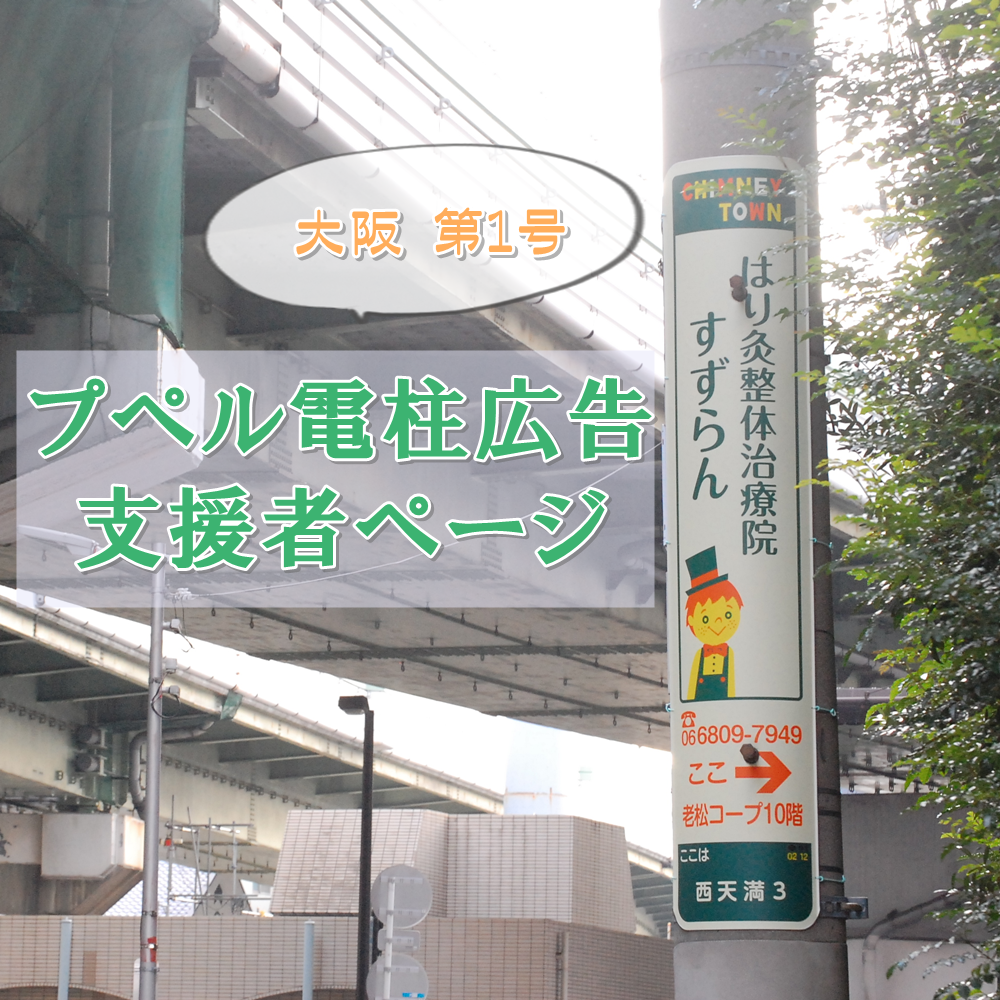 大阪 第1号
プペル電柱広告
支援者ページ
CHIMNEY
TOWN
はり灸整体治療院
すずらん
06 6809-7949
ここ
老松コープ10階
ここは
02 12
西天満3